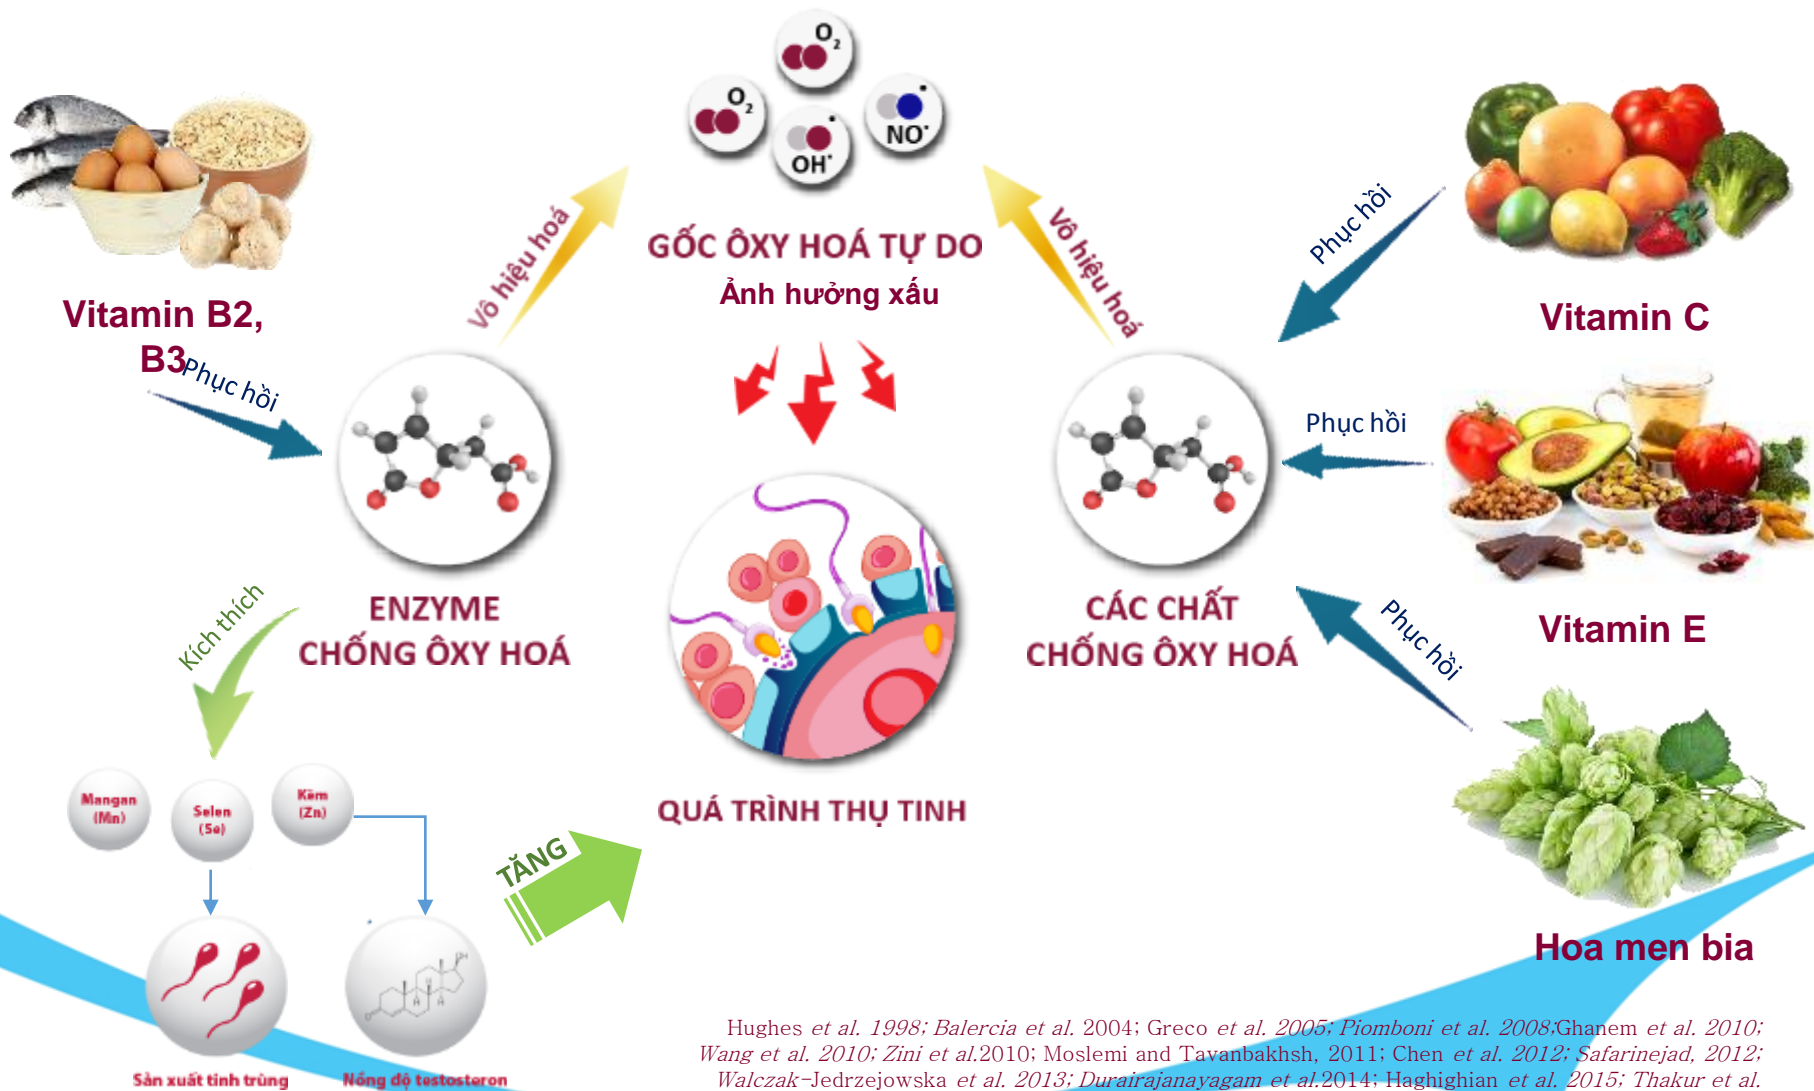 O2
O2
OH•
NO•
GỐC ÔXY HOÁ TỰ DO
Ảnh hưởng xấu
Vô hiệu hoá
Vô hiệu hoá
Vitamin B2,
B3
Phục hồi
ENZYME
CHỐNG ÔXY HOÁ
Kích thích
Mangan
(Mn)
Selen
(Se)
Kẽm
(Zn)
Sản xuất tinh trùng
OH
H
H
H
O
Nồng độ testosteron
TĂNG
QUÁ TRÌNH THỤ TINH
CÁC CHẤT
CHỐNG ÔXY HOÁ
Phục hồi
Vitamin C
Phục hồi
Vitamin E
Phục hồi
Hoa men bia
Hughes et al. 1998; Balercia et al. 2004; Greco et al. 2005; Piomboni et al. 2008;Ghanem et al. 2010;
Wang et al. 2010; Zini et al.2010; Moslemi and Tavanbakhsh, 2011; Chen et al. 2012; Safarinejad, 2012;
Walczak-Jedrzejowska et al. 2013; Durairajanayagam et al.2014; Haghighian et al. 2015; Thakur et al.